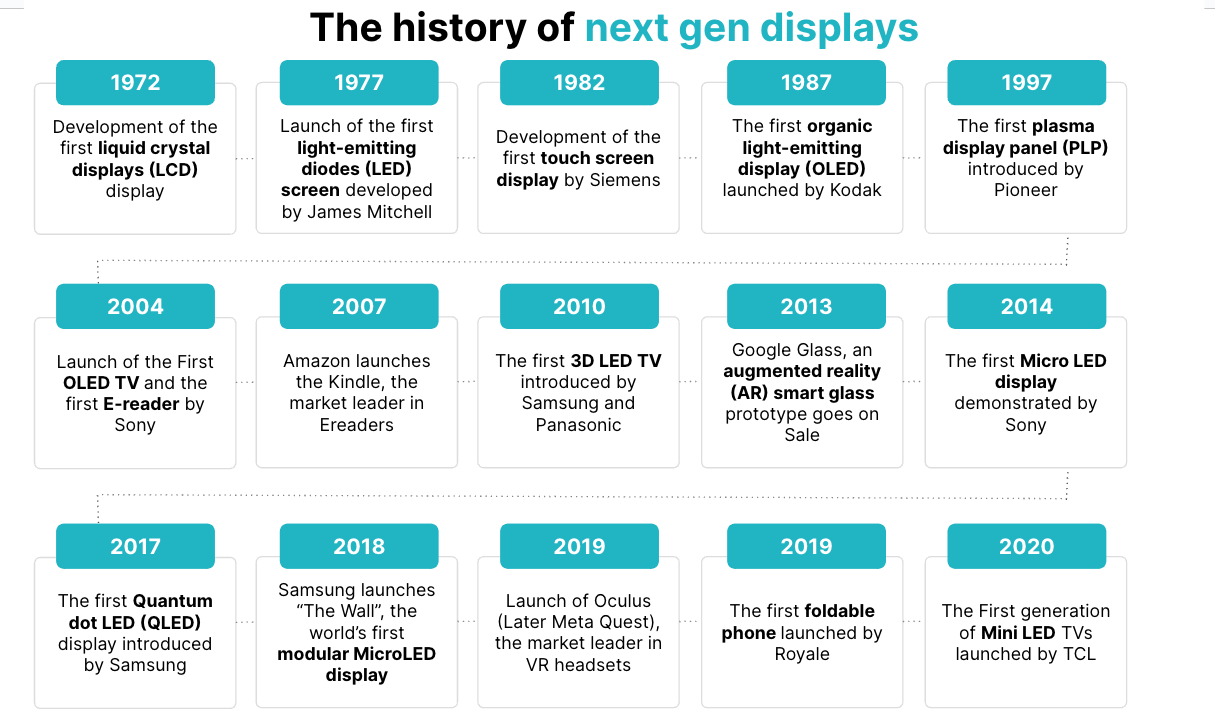 The history of next gen displays
1972
Development of the
first liquid crystal
displays (LCD)
display
1977
Launch of the first
light-emitting
diodes (LED)
screen developed
by James Mitchell
1982
Development of the
first touch screen
display by Siemens
1987
The first organic
light-emitting
display (OLED)
launched by Kodak
1997
The first plasma
display panel (PLP)
introduced by
Pioneer
2004
Launch of the First
OLED TV and the
first E-reader by
Sony
2007
Amazon launches
the Kindle, the
market leader in
Ereaders
2010
The first 3D LED TV
introduced by
Samsung and
Panasonic
2013
Google Glass, an
augmented reality
(AR) smart glass
prototype goes on
Sale
2014
The first Micro LED
display
demonstrated by
Sony
2017
The first Quantum
dot LED (QLED)
display introduced
by Samsung
2018
Samsung launches
“The Wall”, the
world’s first
modular MicroLED
display
2019
Launch of Oculus
(Later Meta Quest),
the market leader in
VR headsets
2019
The first foldable
phone launched by
Royale
2020
The First generation
of Mini LED TVs
launched by TCL